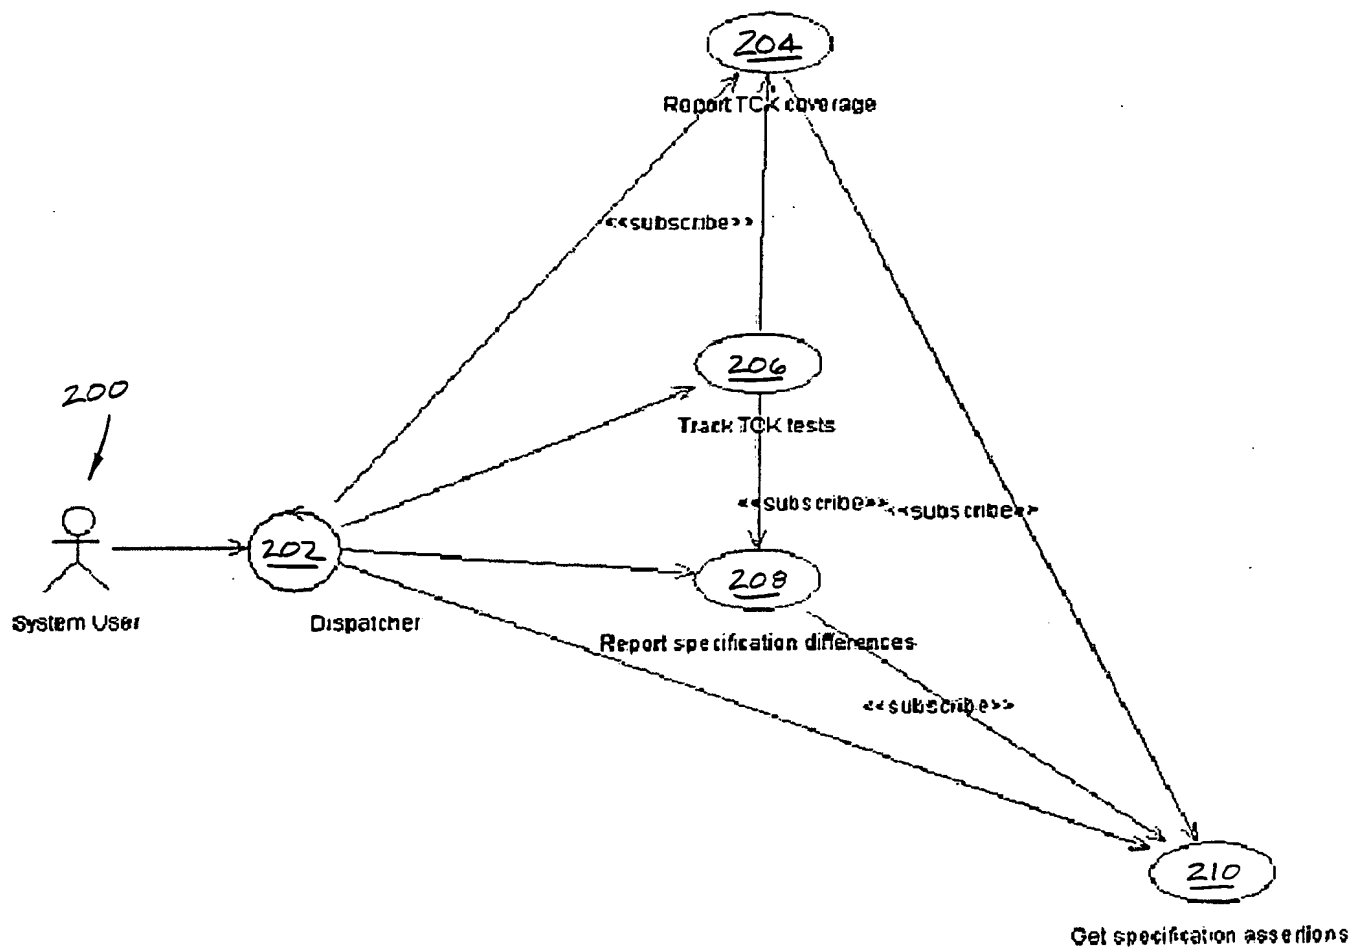 204
Report TCK coverage
<<subscribe>>
206
Track TCK tests
200
<<subscribe>>
<<subscribe>>
202
208
System User
Dispatcher
Report specification differences
<<subscribe>>
210
Get specification assertions